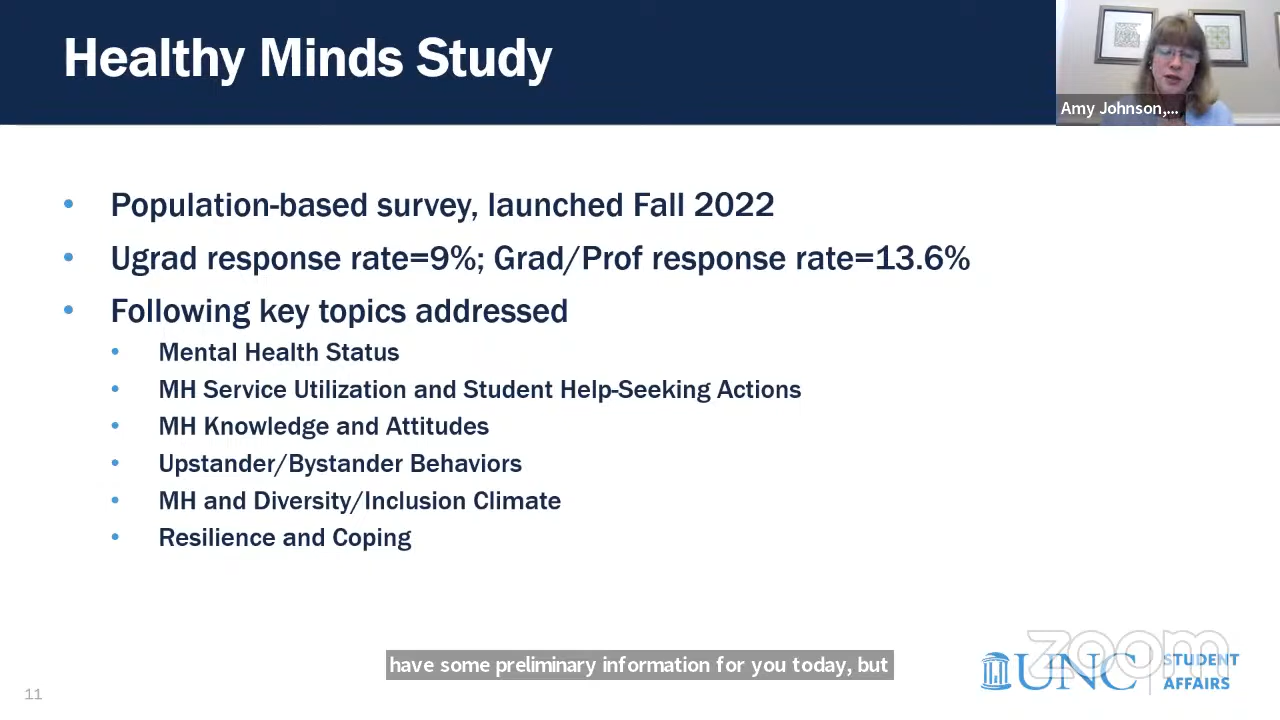 Healthy Minds Study
Amy Johnson,...
• Population-based survey, launched Fall 2022
• Ugrad response rate=9%; Grad/Prof response rate=13.6%
• Following key topics addressed
• Mental Health Status
• MH Service Utilization and Student Help-Seeking Actions
• MH Knowledge and Attitudes
• Upstander/Bystander Behaviors
• MH and Diversity/Inclusion Climate
• Resilience and Coping
have some preliminary information for you today, but
zoom
UNC STUDENT
AFFAIRS
11